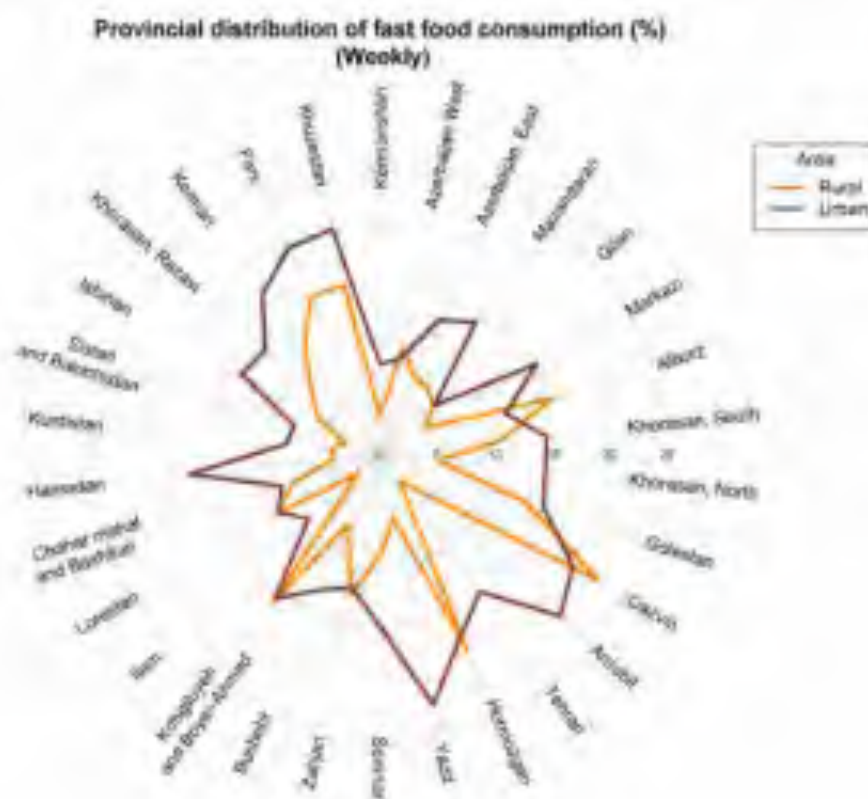 Provincial distribution of fast food consumption (%)
(Weekly)
Area
Rural
Urban
Kermanshah
Azerbaijan West
Azerbaijan, East
Mazandaran
Gilan
Markazi
Alborz
Khorasan, South
Khorasan, North
Golestan
Qazvin
Ardabil
Tehran
Hormozgan
Yazd
Semnan
Zanjan
Bushehr
Kohgiluyeh
and Boyer-Ahmad
Ilam
Lorestan
Chahar mahal
and Bakhtiari
Hamedan
Kurdistan
Sistan
and Baluchistan
Isfahan
Khorasan, Razavi
Kerman
Fars
Khuzestan